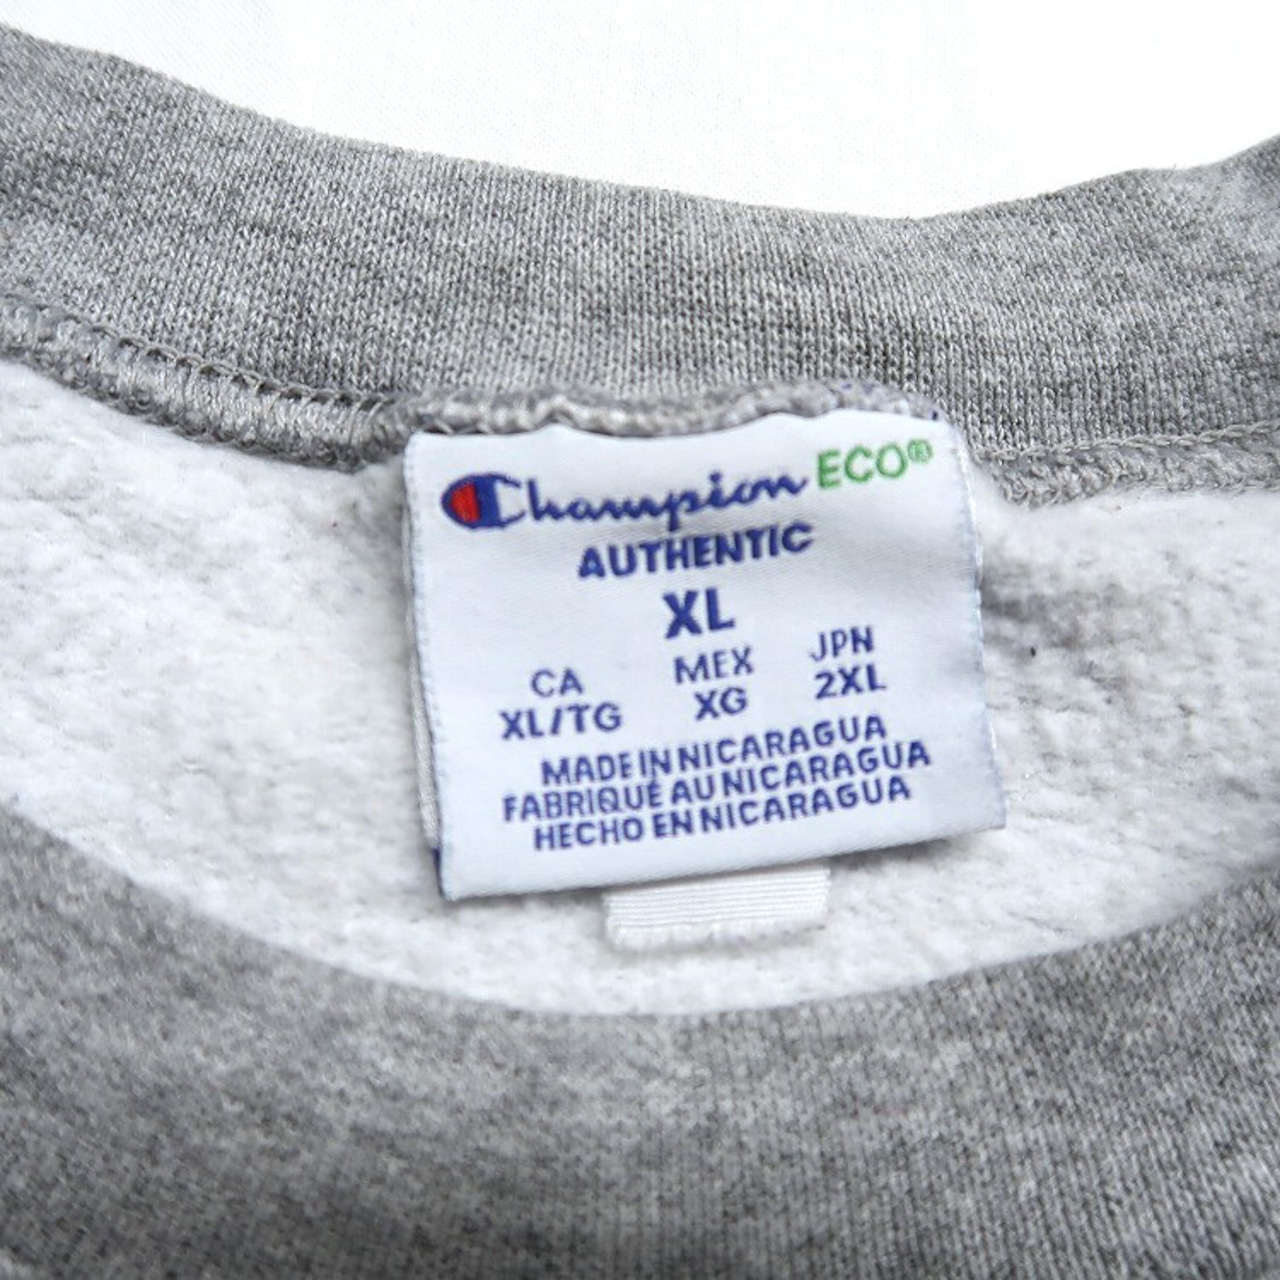 Champion ECO®
AUTHENTIC
XL
CA MEX JPN
XL/TG XG 2XL
MADE IN NICARAGUA
FABRIQUÉ AU NICARAGUA
HECHO EN NICARAGUA